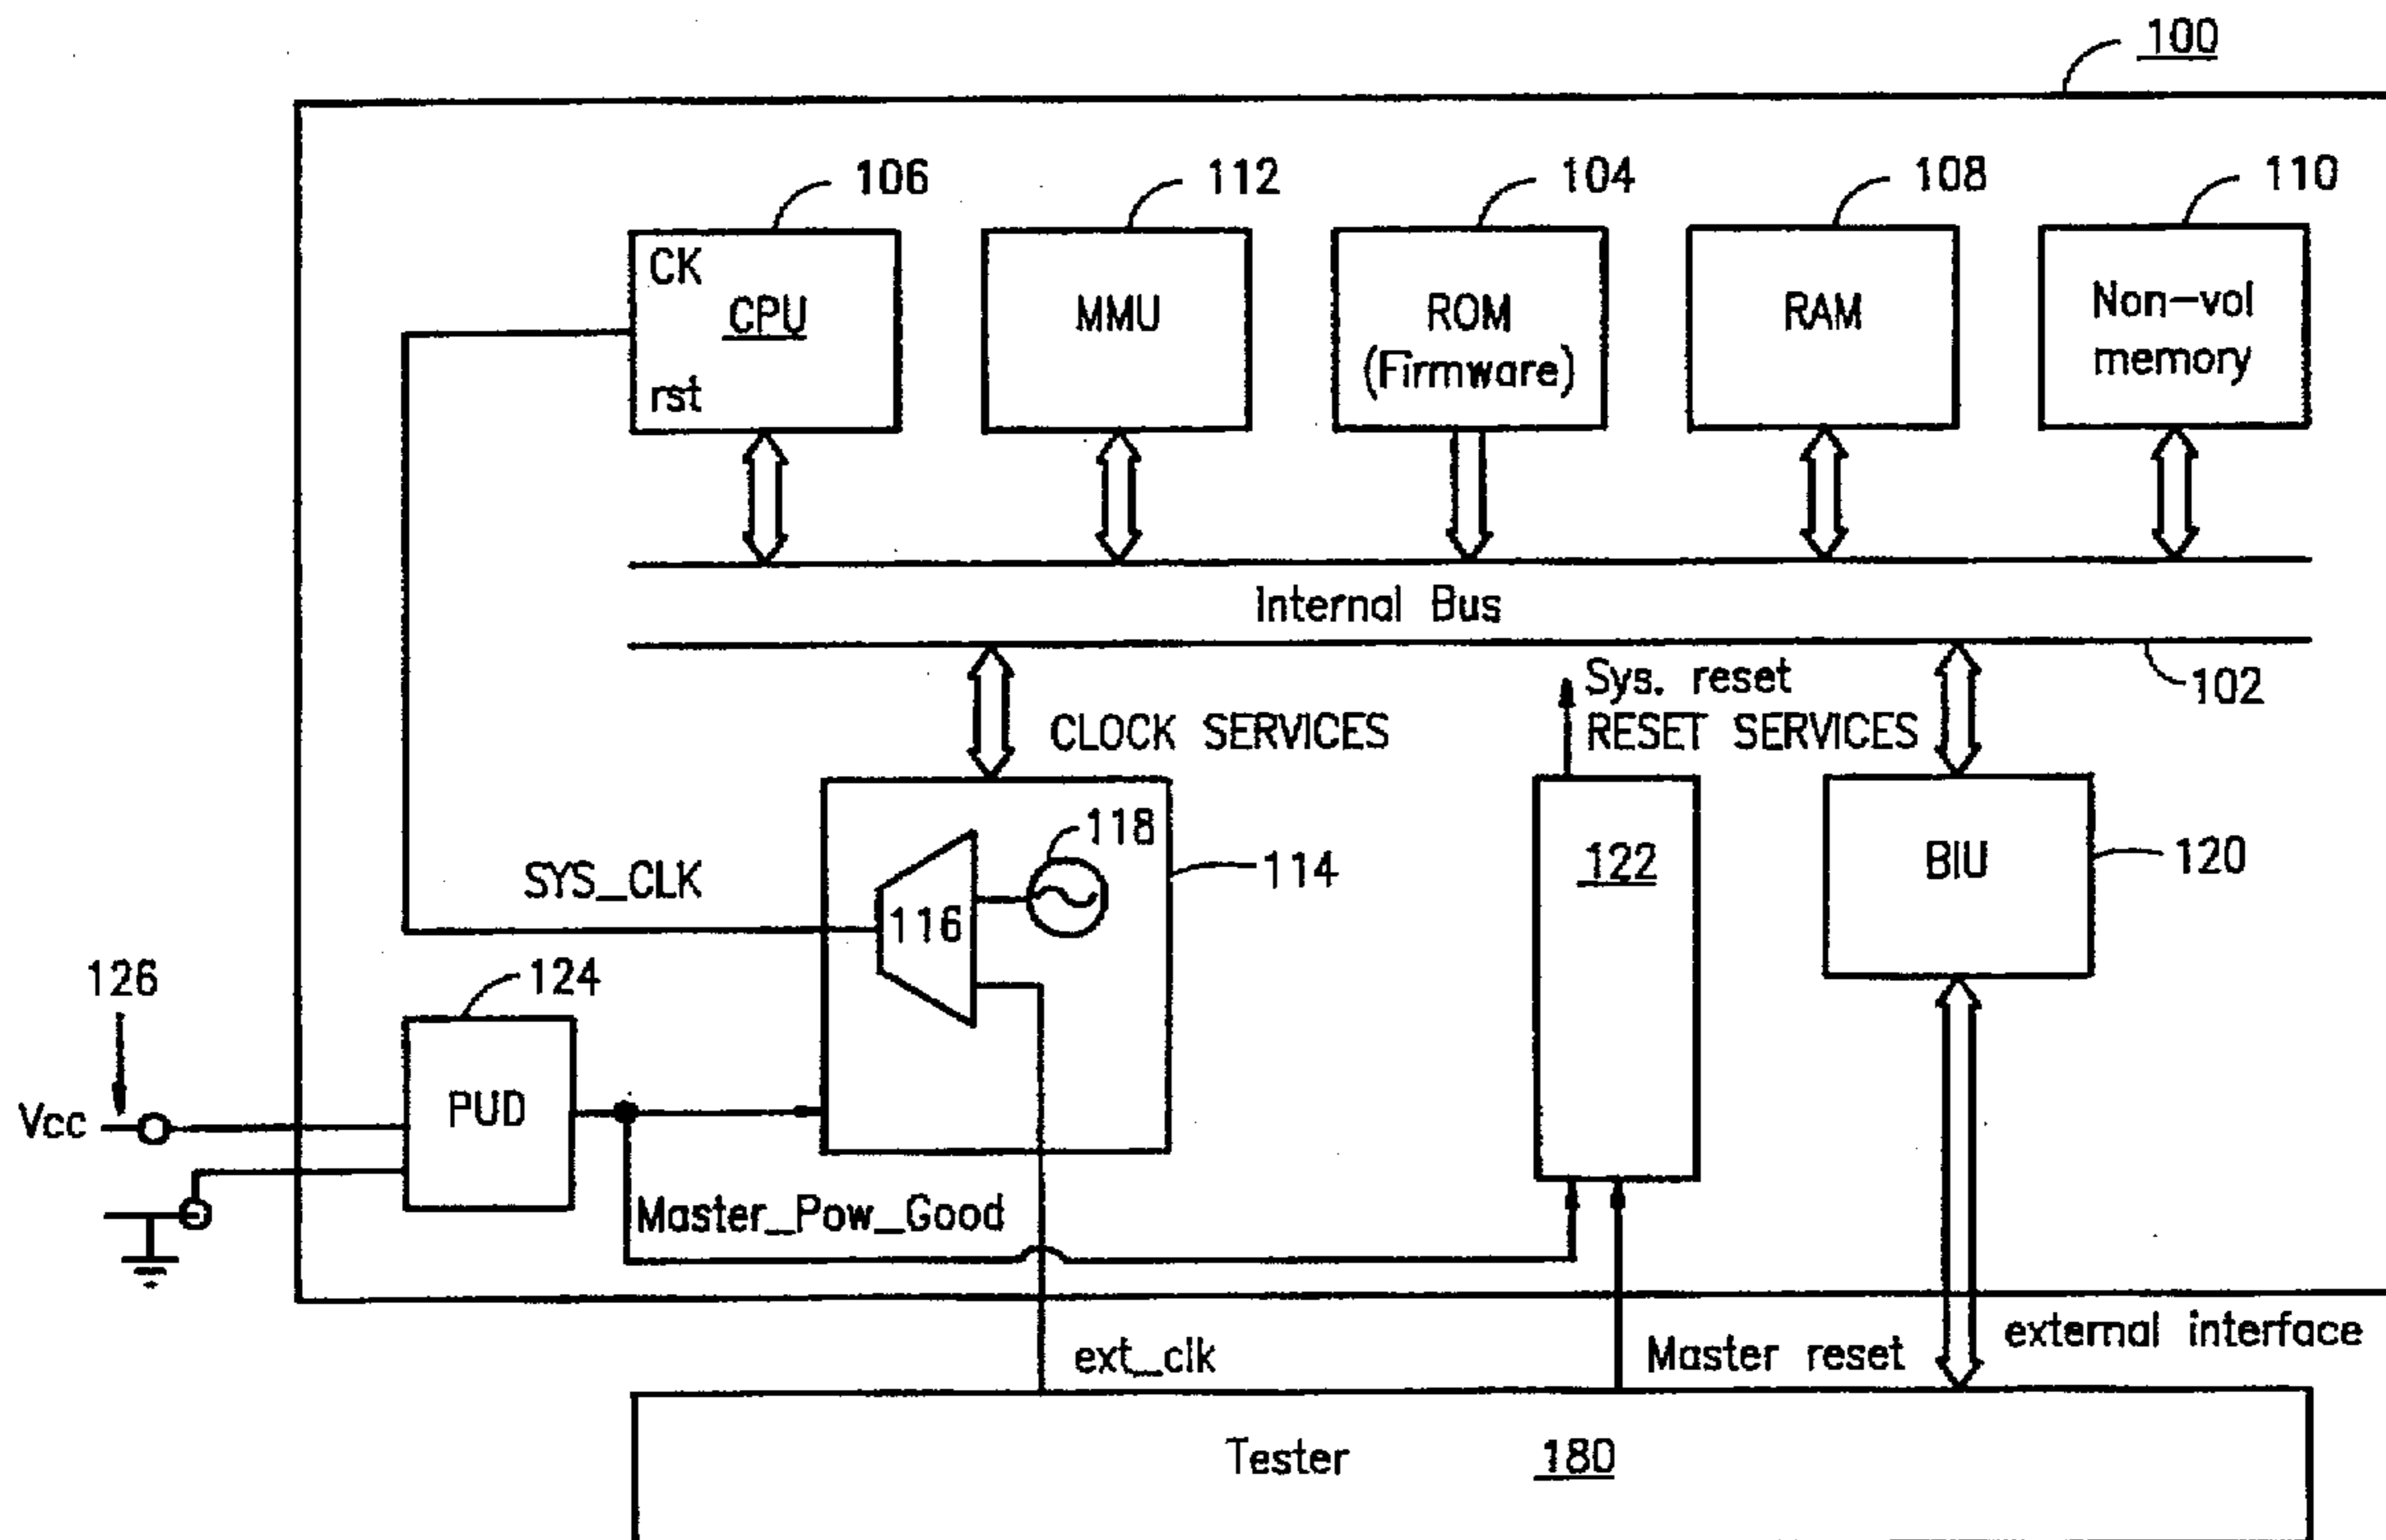 100
106
112
104
108
110
CK
CPU
rst
MMU
ROM
(Firmware)
RAM
Non-vol
memory
Internal Bus
102
Sys. reset
RESET SERVICES
CLOCK SERVICES
118
114
116
122
BIU
120
SYS_CLK
126
124
Vcc
PUD
Master_Pow_Good
ext_clk
Master reset
external interface
Tester 180